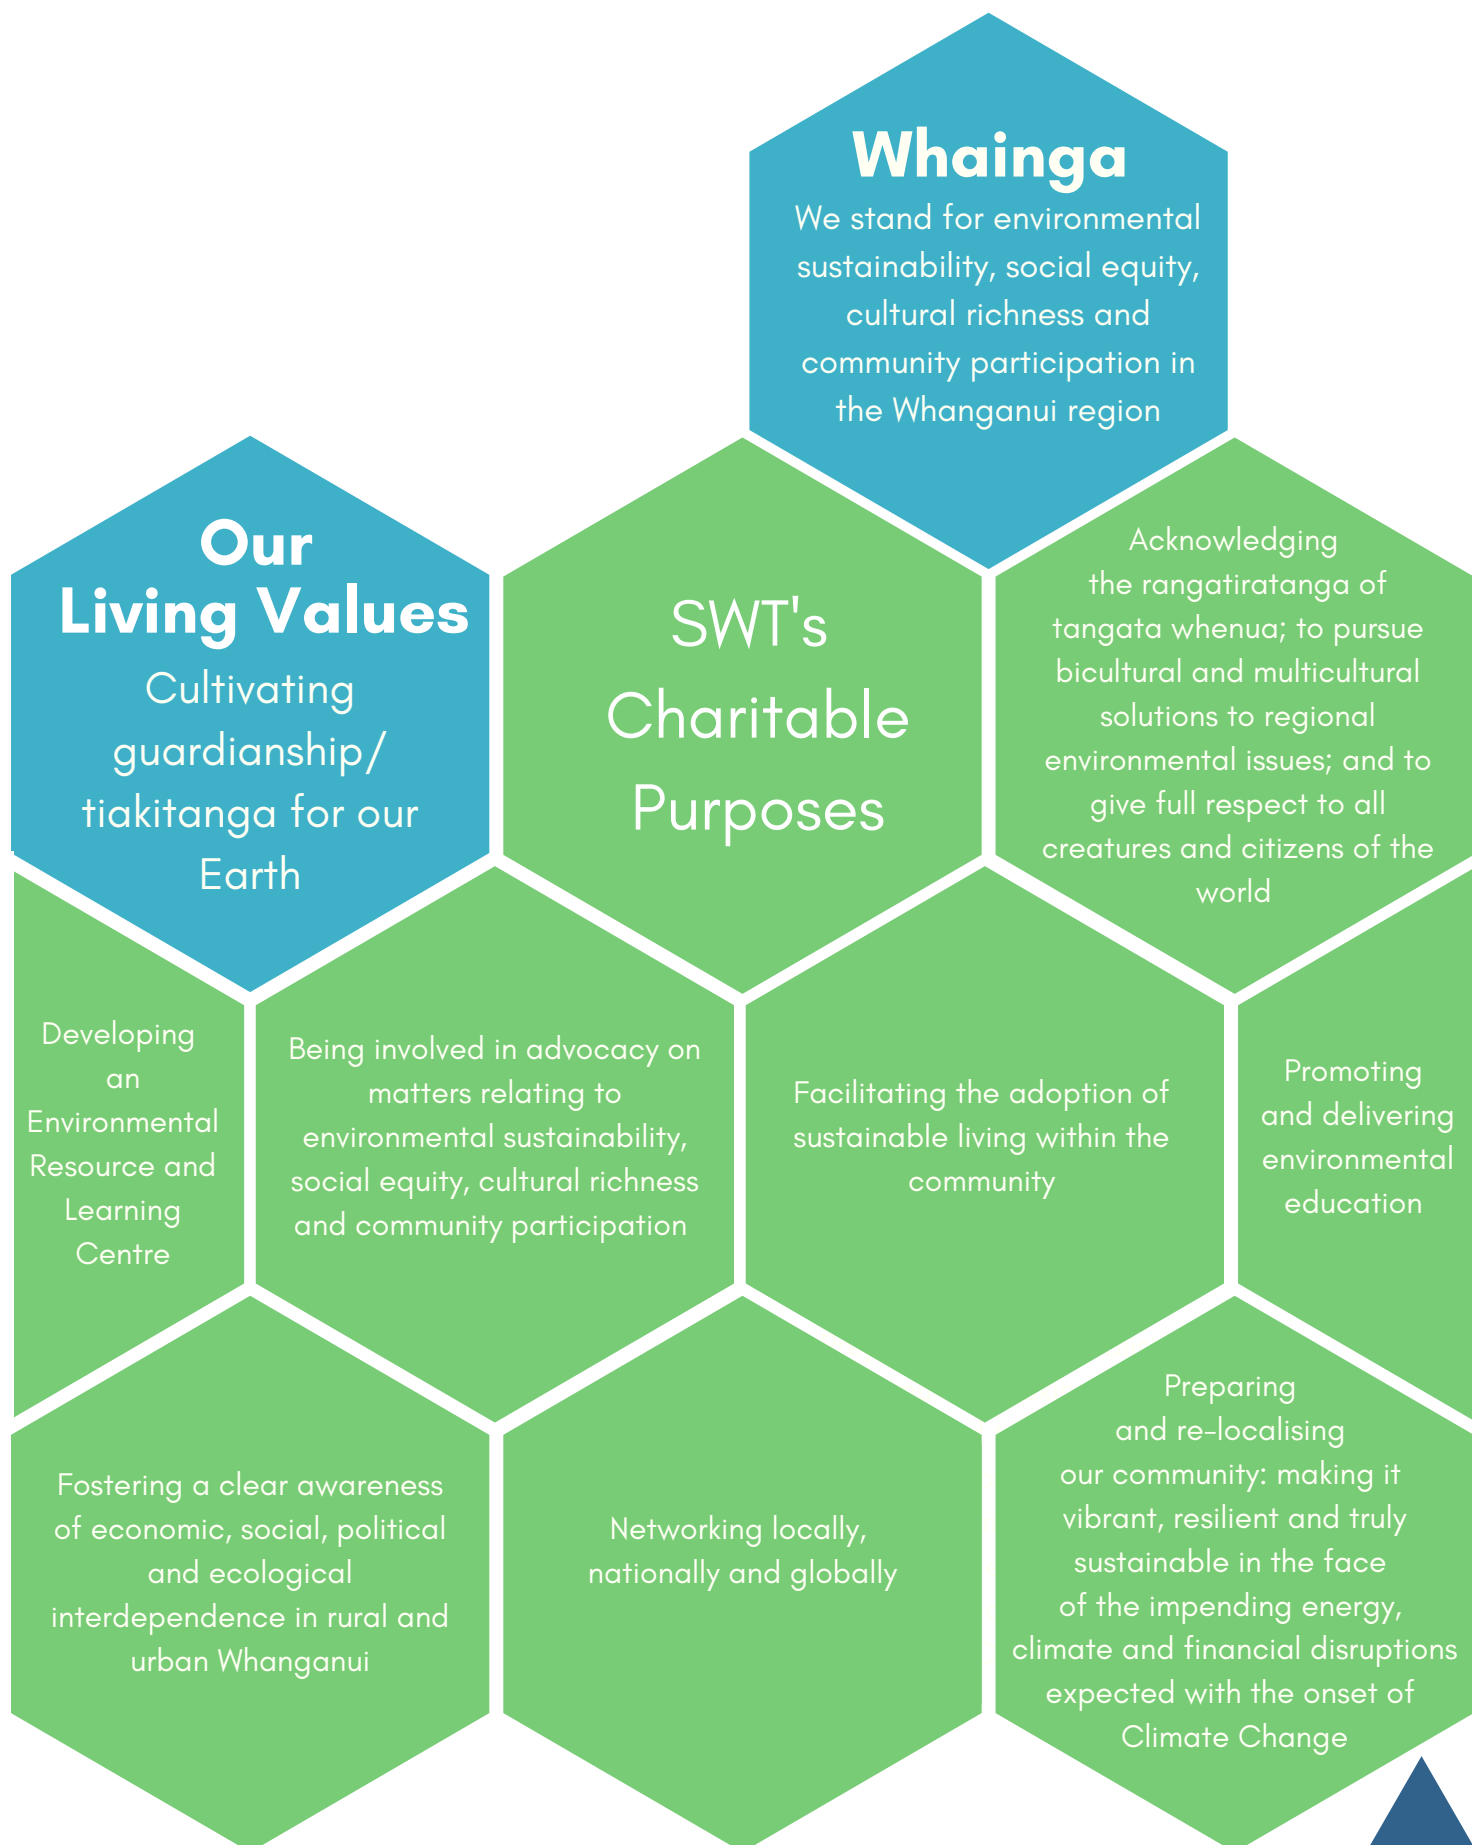 Whainga
We stand for environmental
sustainability, social equity,
cultural richness and
community participation in
the Whanganui region
Our
Living Values
Cultivating
guardianship/
tiakitanga for our
Earth
SWT's
Charitable
Purposes
Acknowledging
the rangatiratanga of
tangata whenua; to pursue
bicultural and multicultural
solutions to regional
environmental issues; and to
give full respect to all
creatures and citizens of the
world
Developing
an
Environmental
Resource and
Learning
Centre
Being involved in advocacy on
matters relating to
environmental sustainability,
social equity, cultural richness
and community participation
Facilitating the adoption of
sustainable living within the
community
Promoting
and delivering
environmental
education
Fostering a clear awareness
of economic, social, political
and ecological
interdependence in rural and
urban Whanganui
Networking locally,
nationally and globally
Preparing
and re-localising
our community: making it
vibrant, resilient and truly
sustainable in the face
of the impending energy,
climate and financial disruptions
expected with the onset of
Climate Change